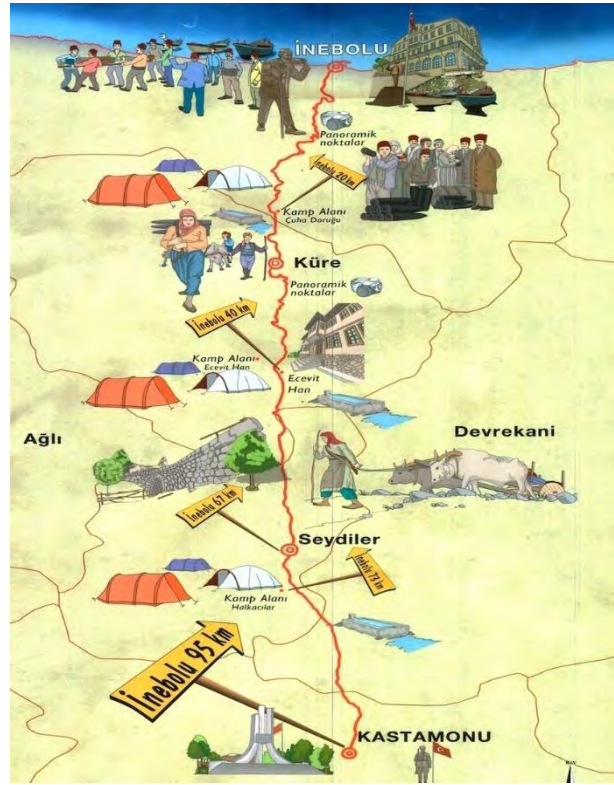 İNEBOLU
Panoramik
noktalar
İnebolu 20 km
Kamp Alanı
Çuha Doruğu
Küre
Panoramik
noktalar
İnebolu 40 km
Kamp Alanı
Ecevit Han
Ecevit
Han
Ağlı
Devrekani
İnebolu 67 km
Seydiler
İnebolu 73 km
Kamp Alanı
Halkacılar
İnebolu 95 km
KASTAMONU